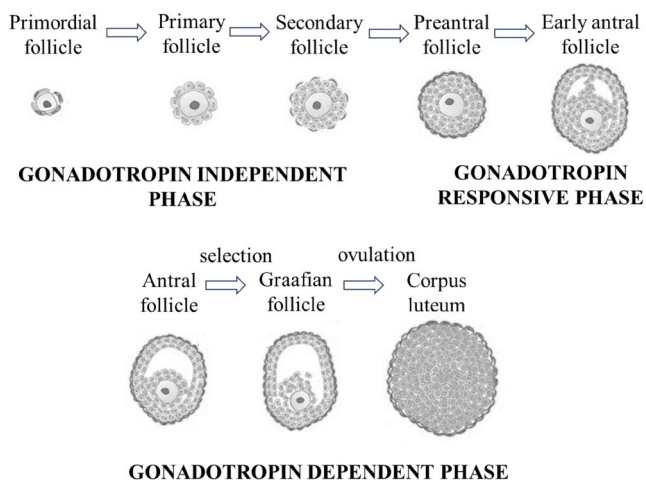 Primordial follicle
Primary follicle
Secondary follicle
Preantral follicle
Early antral follicle
GONADOTROPIN INDEPENDENT
PHASE
GONADOTROPIN
RESPONSIVE PHASE
selection
ovulation
Antral follicle
Graafian follicle
Corpus luteum
GONADOTROPIN DEPENDENT PHASE